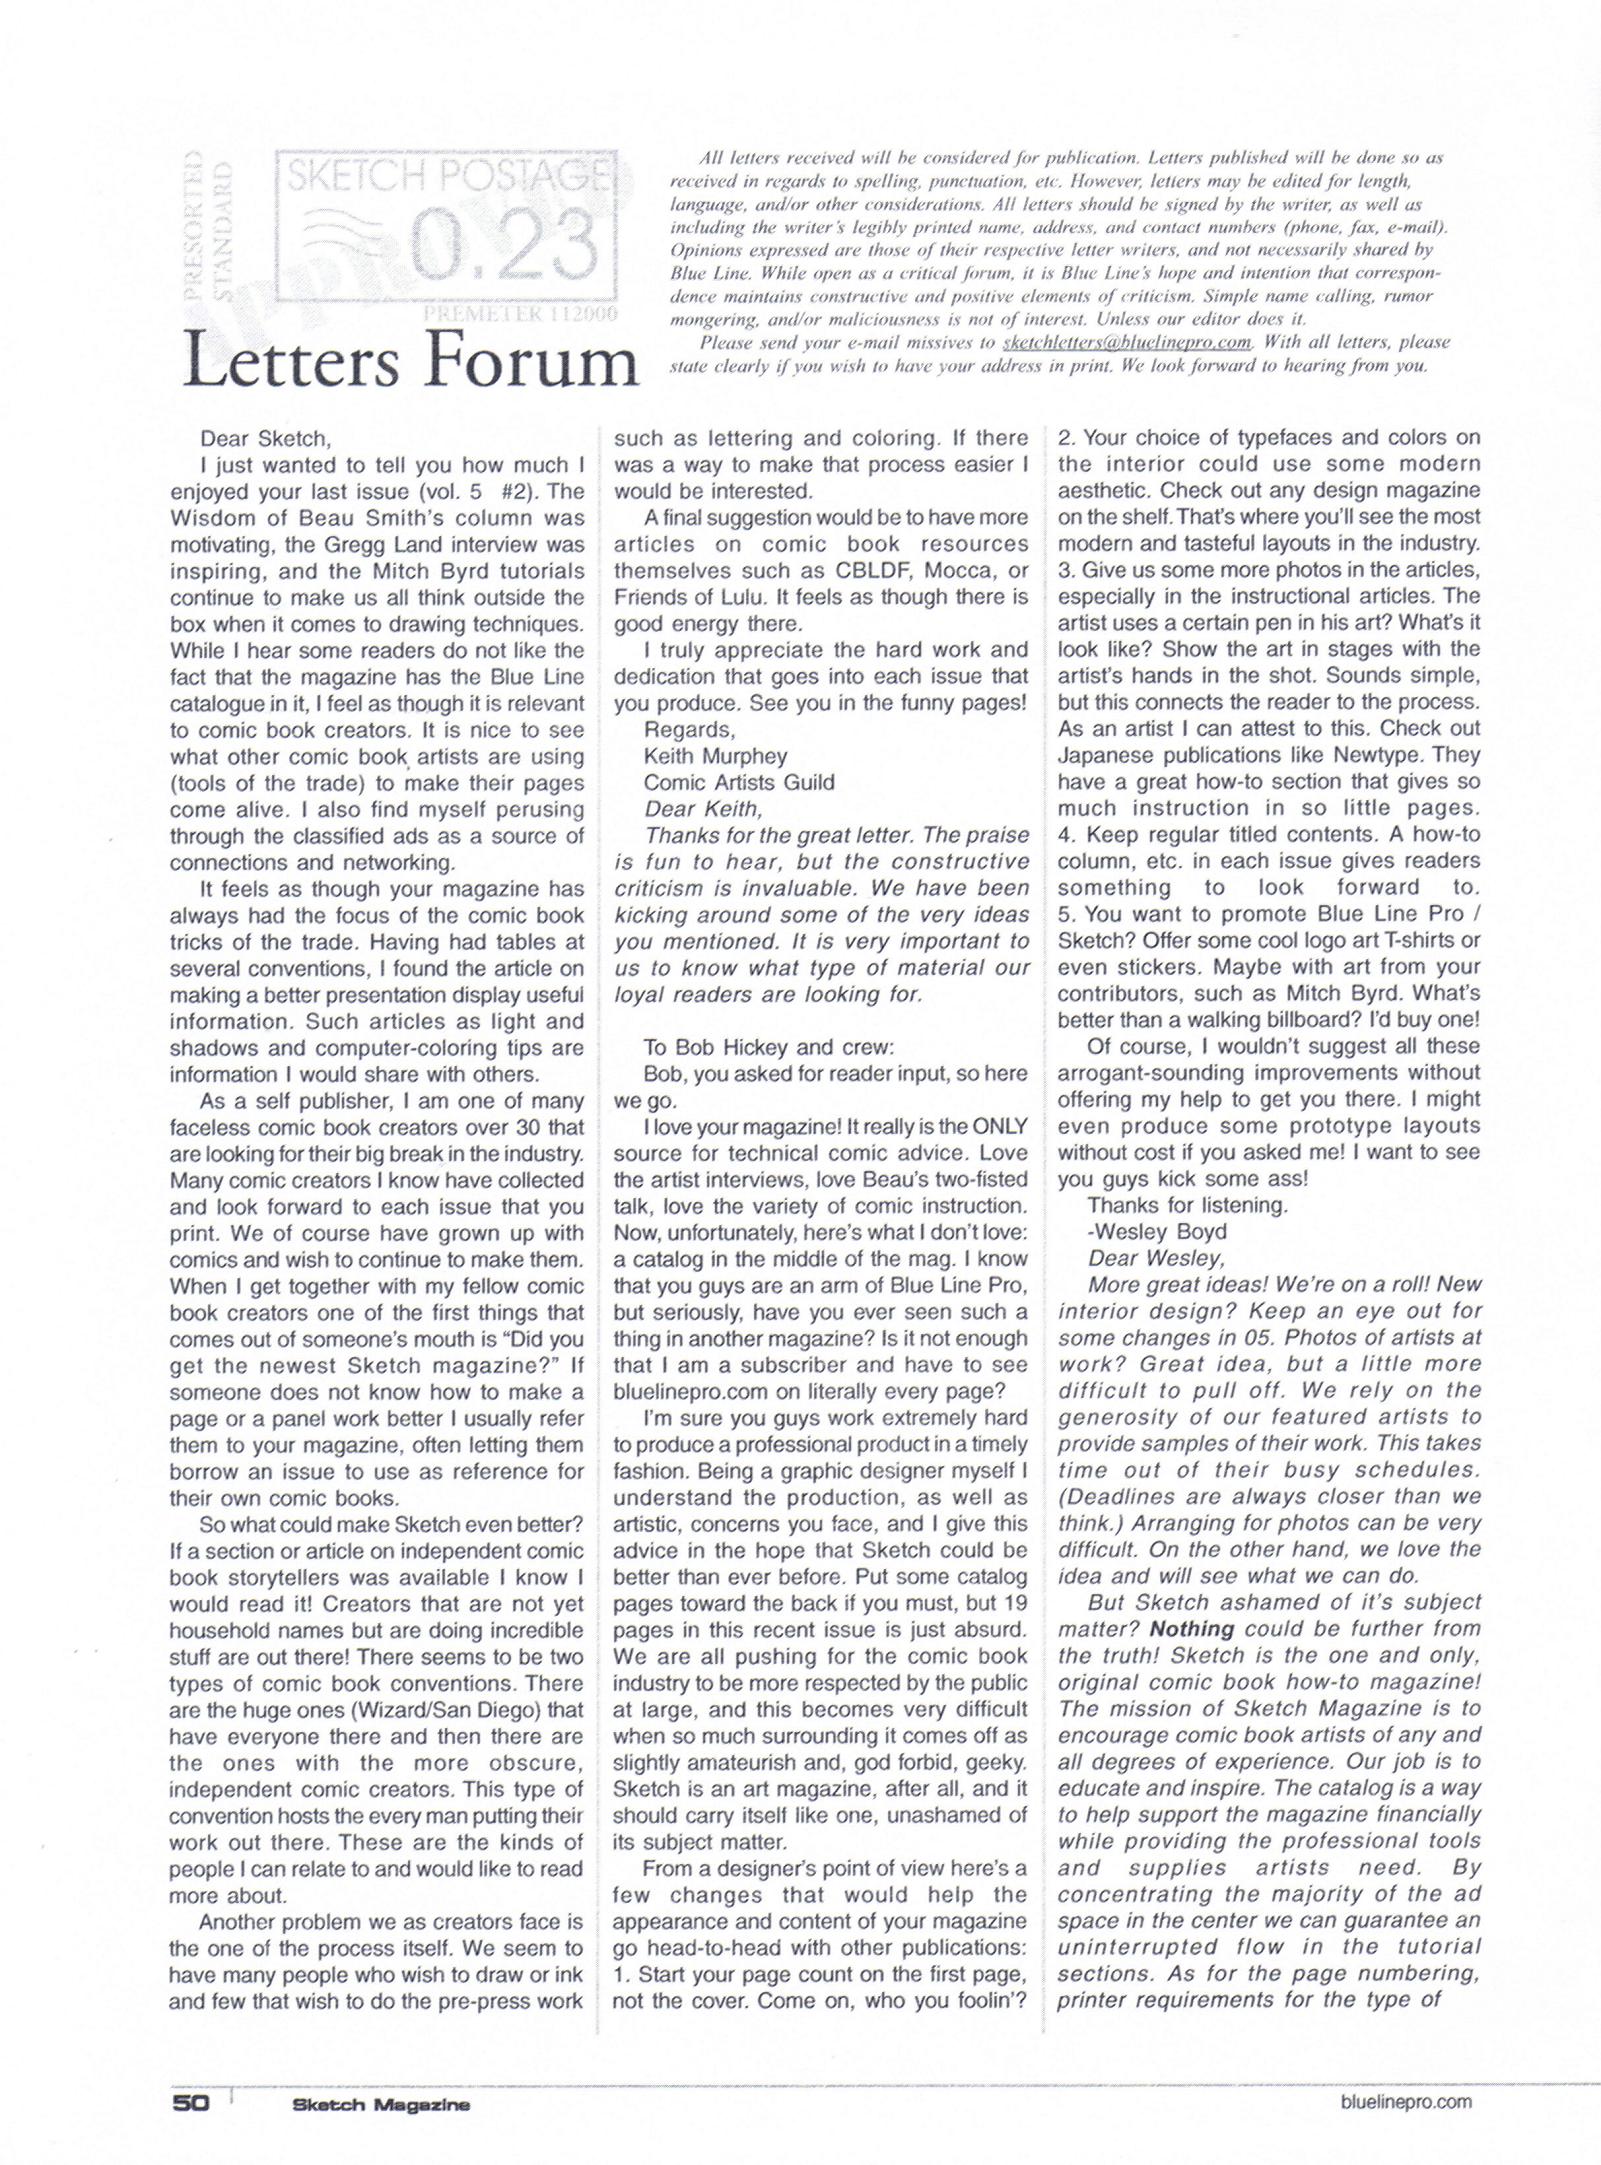 PRESORTED
STANDARD
SKETCH POSTAGE
0.23
APPROVED
PREMETER 112000
Letters Forum
All letters received will be considered for publication. Letters published will be done so as
received in regards to spelling, punctuation, etc. However, letters may be edited for length,
language, and/or other considerations. All letters should be signed by the writer, as well as
including the writer's legibly printed name, address, and contact numbers (phone, fax, e-mail).
Opinions expressed are those of their respective letter writers, and not necessarily shared by
Blue Line. While open as a critical forum, it is Blue Line's hope and intention that correspon-
dence maintains constructive and positive elements of criticism. Simple name calling, rumor
mongering, and/or maliciousness is not of interest. Unless our editor does it.
Please send your e-mail missives to sketchletters@bluelinepro.com. With all letters, please
state clearly if you wish to have your address in print. We look forward to hearing from you.
Dear Sketch,
I just wanted to tell you how much I
enjoyed your last issue (vol. 5 #2). The
Wisdom of Beau Smith's column was
motivating, the Gregg Land interview was
inspiring, and the Mitch Byrd tutorials
continue to make us all think outside the
box when it comes to drawing techniques.
While I hear some readers do not like the
fact that the magazine has the Blue Line
catalogue in it, I feel as though it is relevant
to comic book creators. It is nice to see
what other comic book artists are using
(tools of the trade) to make their pages
come alive. I also find myself perusing
through the classified ads as a source of
connections and networking.
It feels as though your magazine has
always had the focus of the comic book
tricks of the trade. Having had tables at
several conventions, I found the article on
making a better presentation display useful
information. Such articles as light and
shadows and computer-coloring tips are
information I would share with others.
As a self publisher, I am one of many
faceless comic book creators over 30 that
are looking for their big break in the industry.
Many comic creators I know have collected
and look forward to each issue that you
print. We of course have grown up with
comics and wish to continue to make them.
When I get together with my fellow comic
book creators one of the first things that
comes out of someone's mouth is "Did you
get the newest Sketch magazine?" If
someone does not know how to make a
page or a panel work better I usually refer
them to your magazine, often letting them
borrow an issue to use as reference for
their own comic books.
So what could make Sketch even better?
If a section or article on independent comic
book storytellers was available I know I
would read it! Creators that are not yet
household names but are doing incredible
stuff are out there! There seems to be two
types of comic book conventions. There
are the huge ones (Wizard/San Diego) that
have everyone there and then there are
the ones with the more obscure,
independent comic creators. This type of
convention hosts the every man putting their
work out there. These are the kinds of
people I can relate to and would like to read
more about.
Another problem we as creators face is
the one of the process itself. We seem to
have many people who wish to draw or ink
and few that wish to do the pre-press work
such as lettering and coloring. If there
was a way to make that process easier I
would be interested.
A final suggestion would be to have more
articles on comic book resources
themselves such as CBLDF, Mocca, or
Friends of Lulu. It feels as though there is
good energy there.
I truly appreciate the hard work and
dedication that goes into each issue that
you produce. See you in the funny pages!
Regards,
Keith Murphey
Comic Artists Guild
Dear Keith,
Thanks for the great letter. The praise
is fun to hear, but the constructive
criticism is invaluable. We have been
kicking around some of the very ideas
you mentioned. It is very important to
us to know what type of material our
loyal readers are looking for.
To Bob Hickey and crew:
Bob, you asked for reader input, so here
we go.
I love your magazine! It really is the ONLY
source for technical comic advice. Love
the artist interviews, love Beau's two-fisted
talk, love the variety of comic instruction.
Now, unfortunately, here's what I don't love:
a catalog in the middle of the mag. I know
that you guys are an arm of Blue Line Pro,
but seriously, have you ever seen such a
thing in another magazine? Is it not enough
that I am a subscriber and have to see
bluelinepro.com on literally every page?
I'm sure you guys work extremely hard
to produce a professional product in a timely
fashion. Being a graphic designer myself I
understand the production, as well as
artistic, concerns you face, and I give this
advice in the hope that Sketch could be
better than ever before. Put some catalog
pages toward the back if you must, but 19
pages in this recent issue is just absurd.
We are all pushing for the comic book
industry to be more respected by the public
at large, and this becomes very difficult
when so much surrounding it comes off as
slightly amateurish and, god forbid, geeky.
Sketch is an art magazine, after all, and it
should carry itself like one, unashamed of
its subject matter.
From a designer's point of view here's a
few changes that would help the
appearance and content of your magazine
go head-to-head with other publications:
1. Start your page count on the first page,
not the cover. Come on, who you foolin'?
2. Your choice of typefaces and colors on
the interior could use some modern
aesthetic. Check out any design magazine
on the shelf. That's where you'll see the most
modern and tasteful layouts in the industry.
3. Give us some more photos in the articles,
especially in the instructional articles. The
artist uses a certain pen in his art? What's it
look like? Show the art in stages with the
artist's hands in the shot. Sounds simple,
but this connects the reader to the process.
As an artist I can attest to this. Check out
Japanese publications like Newtype. They
have a great how-to section that gives so
much instruction in so little pages.
4. Keep regular titled contents. A how-to
column, etc. in each issue gives readers
something to look forward to.
5. You want to promote Blue Line Pro /
Sketch? Offer some cool logo art T-shirts or
even stickers. Maybe with art from your
contributors, such as Mitch Byrd. What's
better than a walking billboard? I'd buy one!
Of course, I wouldn't suggest all these
arrogant-sounding improvements without
offering my help to get you there. I might
even produce some prototype layouts
without cost if you asked me! I want to see
you guys kick some ass!
Thanks for listening.
-Wesley Boyd
Dear Wesley,
More great ideas! We're on a roll! New
interior design? Keep an eye out for
some changes in 05. Photos of artists at
work? Great idea, but a little more
difficult to pull off. We rely on the
generosity of our featured artists to
provide samples of their work. This takes
time out of their busy schedules.
(Deadlines are always closer than we
think.) Arranging for photos can be very
difficult. On the other hand, we love the
idea and will see what we can do.
But Sketch ashamed of it's subject
matter? Nothing could be further from
the truth! Sketch is the one and only,
original comic book how-to magazine!
The mission of Sketch Magazine is to
encourage comic book artists of any and
all degrees of experience. Our job is to
educate and inspire. The catalog is a way
to help support the magazine financially
while providing the professional tools
and supplies artists need. By
concentrating the majority of the ad
space in the center we can guarantee an
uninterrupted flow in the tutorial
sections. As for the page numbering,
printer requirements for the type of
50
Sketch Magazine
bluelinepro.com